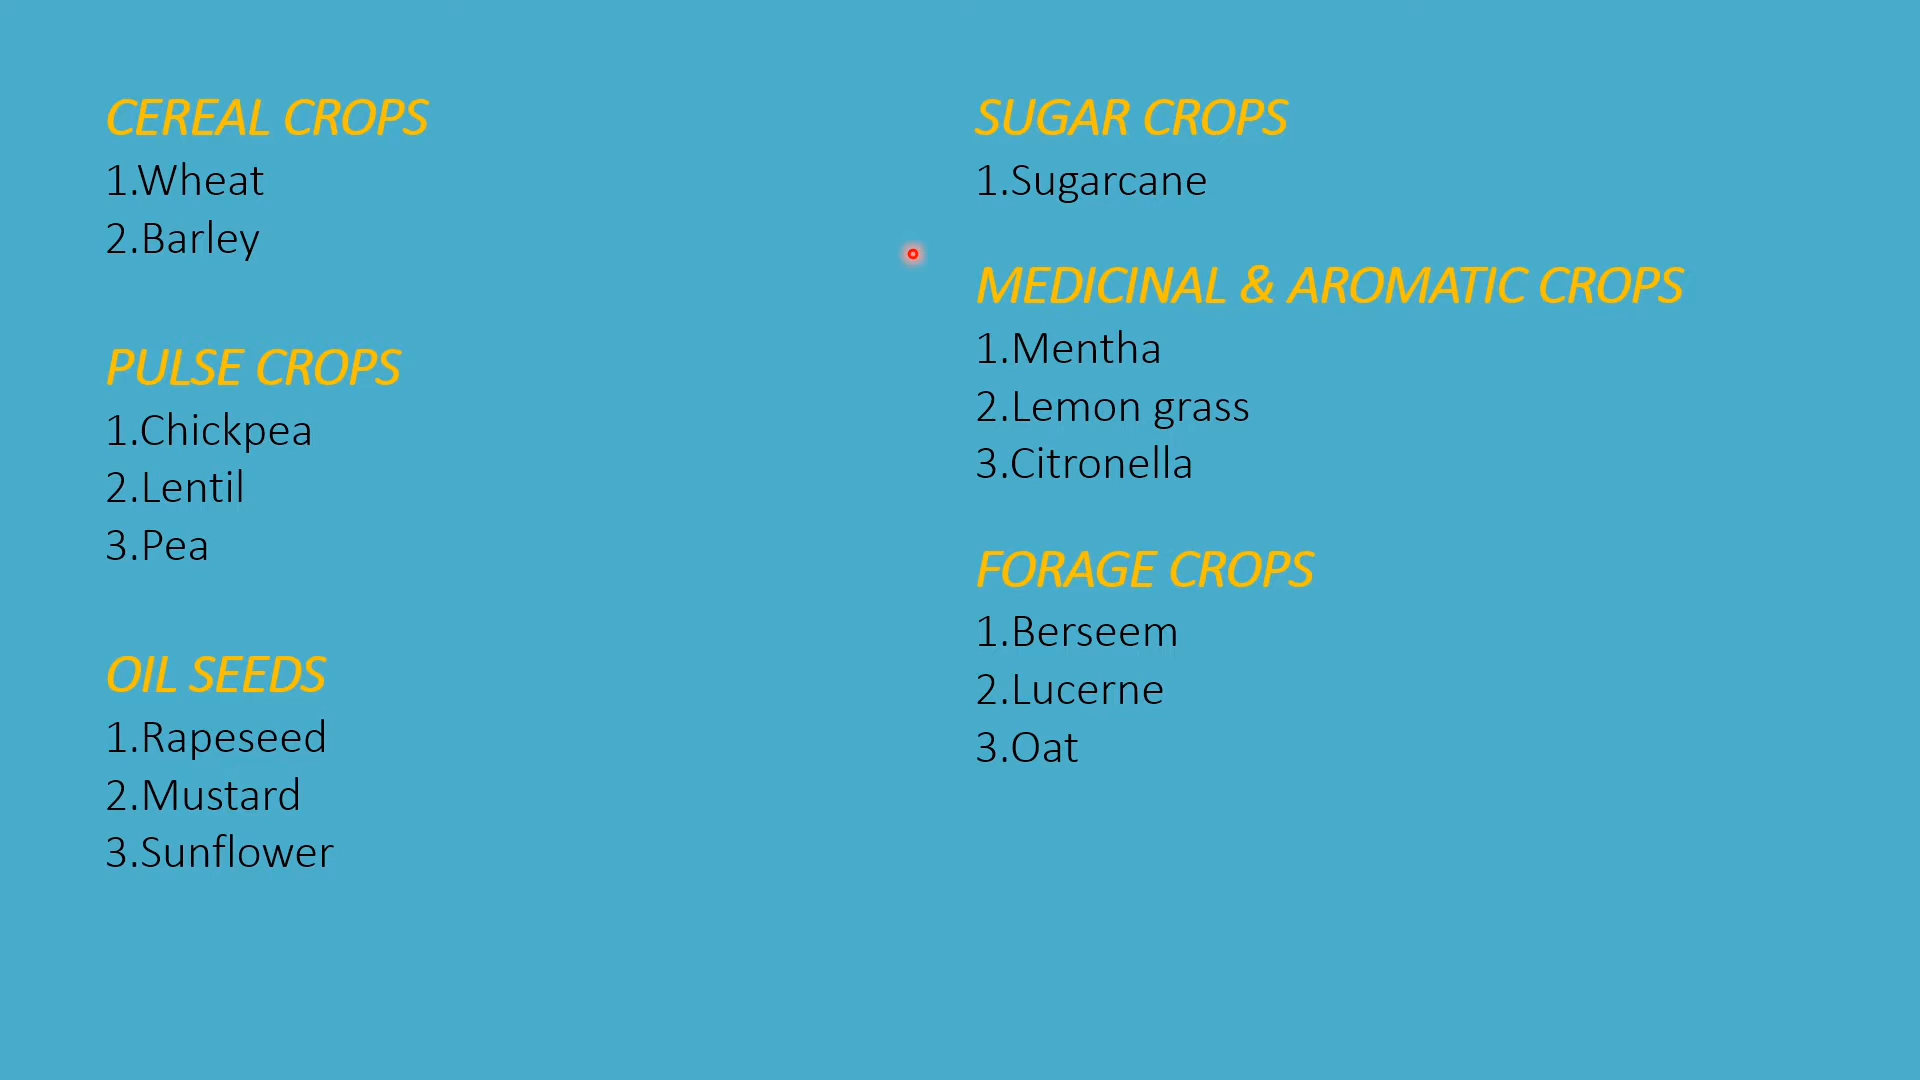 CEREAL CROPS
1.Wheat
2.Barley
PULSE CROPS
1.Chickpea
2.Lentil
3.Pea
OIL SEEDS
1.Rapeseed
2.Mustard
3.Sunflower
SUGAR CROPS
1.Sugarcane
MEDICINAL & AROMATIC CROPS
1.Mentha
2.Lemon grass
3.Citronella
FORAGE CROPS
1.Berseem
2.Lucerne
3.Oat